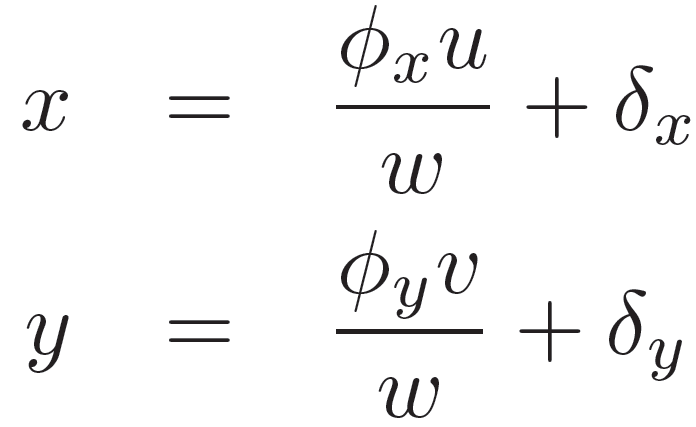 x = \frac{\phi_x u}{w} + \delta_x
y = \frac{\phi_y v}{w} + \delta_y